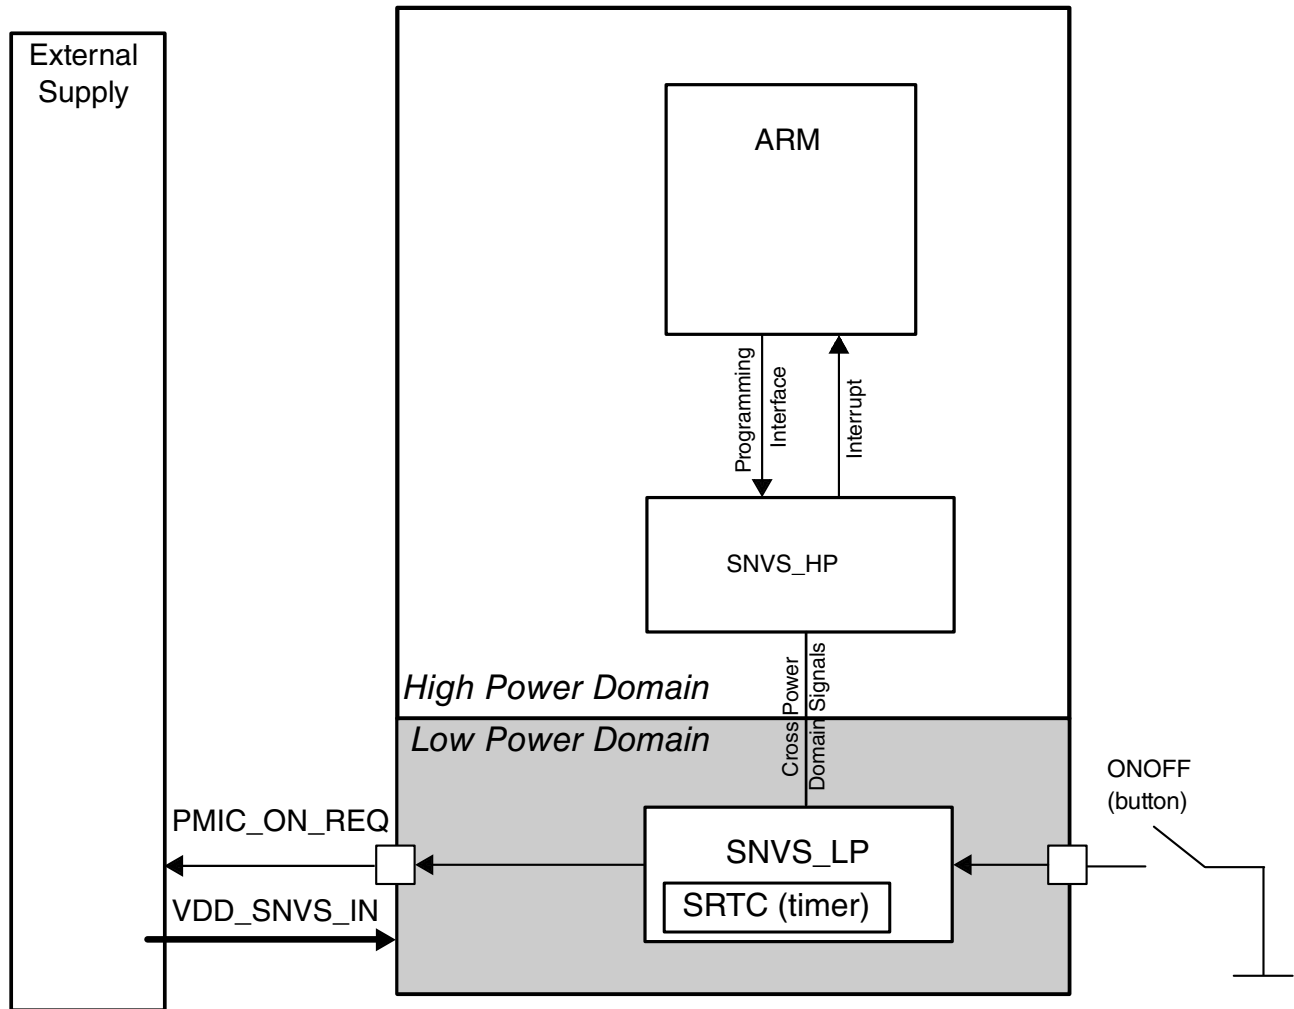 External
Supply
ARM
Programming
Interface
Interrupt
SNVS_HP
Cross Power
Domain Signals
High Power Domain
Low Power Domain
ONOFF
(button)
PMIC_ON_REQ
SNVS_LP
SRTC (timer)
VDD_SNVS_IN